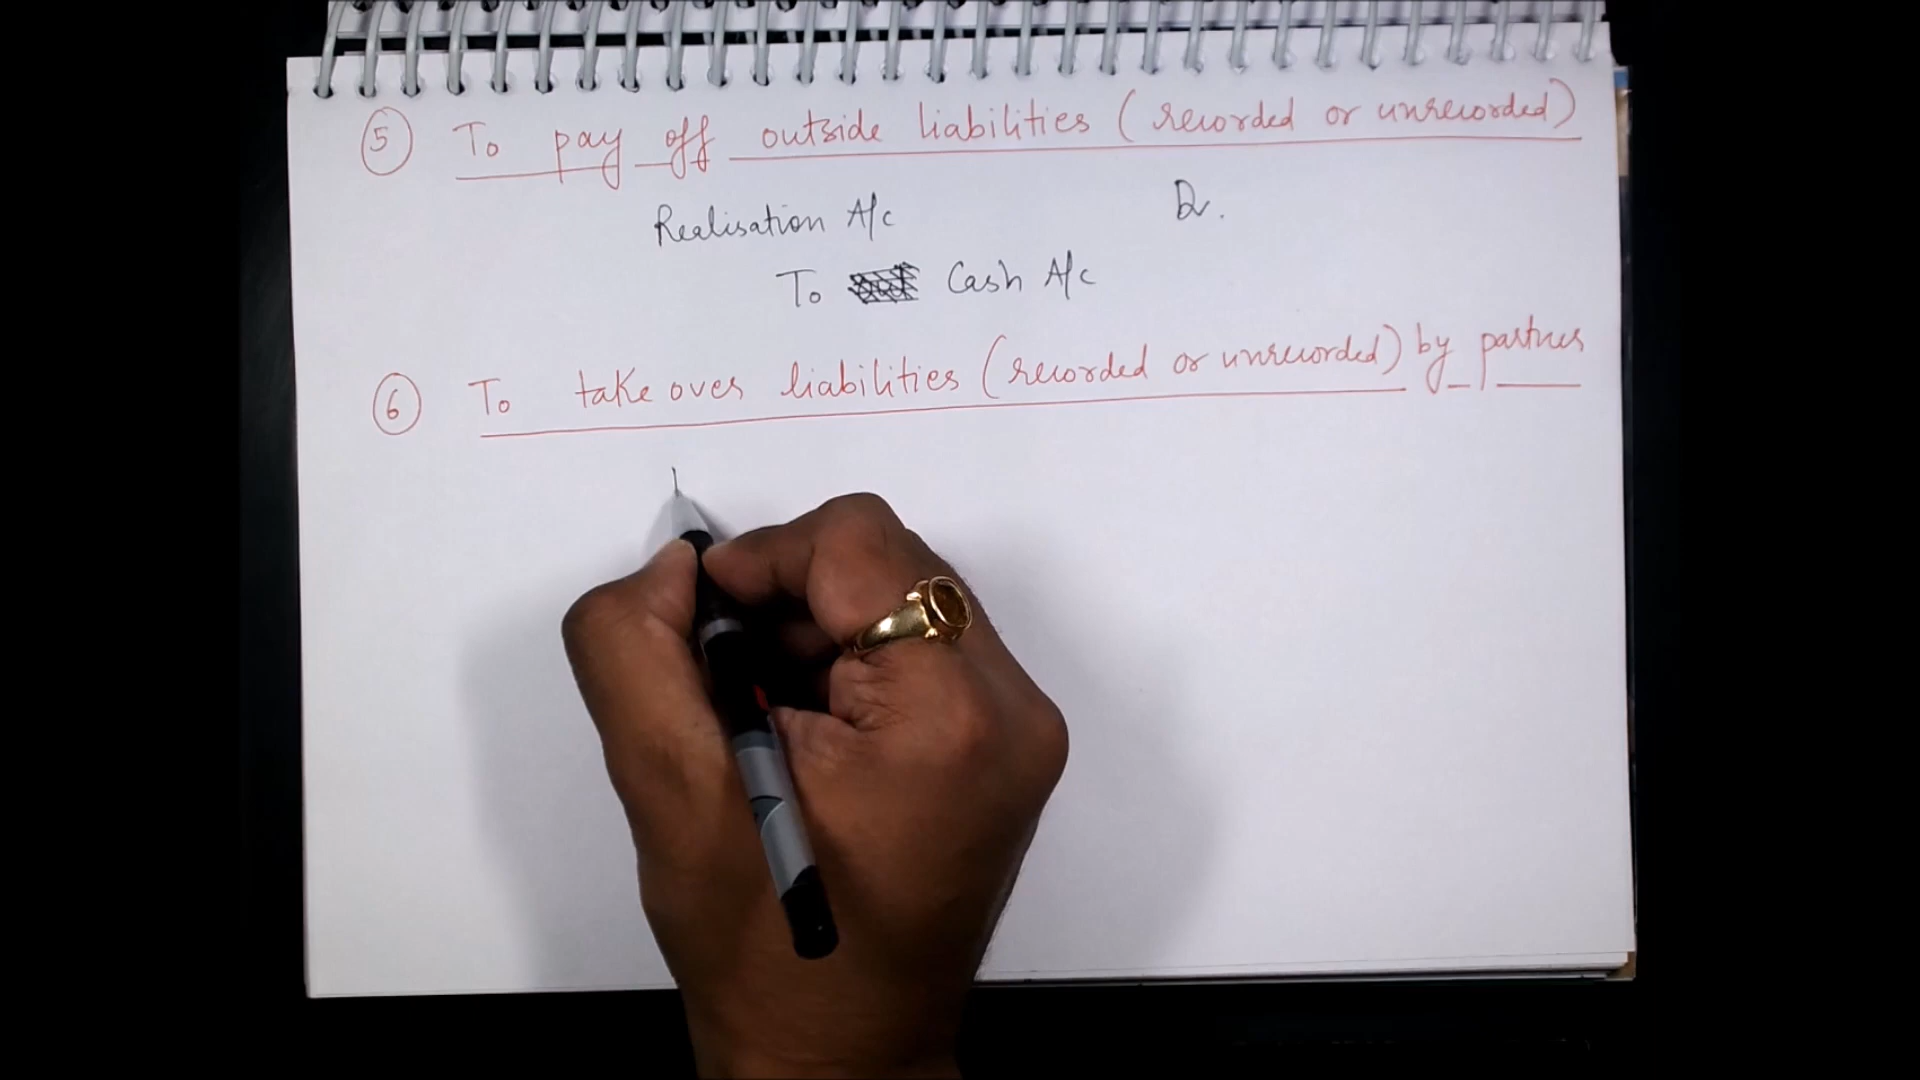 5 To pay off outside liabilities (recorded or unrecorded)
Realisation A/c Dr.
To Cash A/c
6 To take over liabilities (recorded or unrecorded) by partner